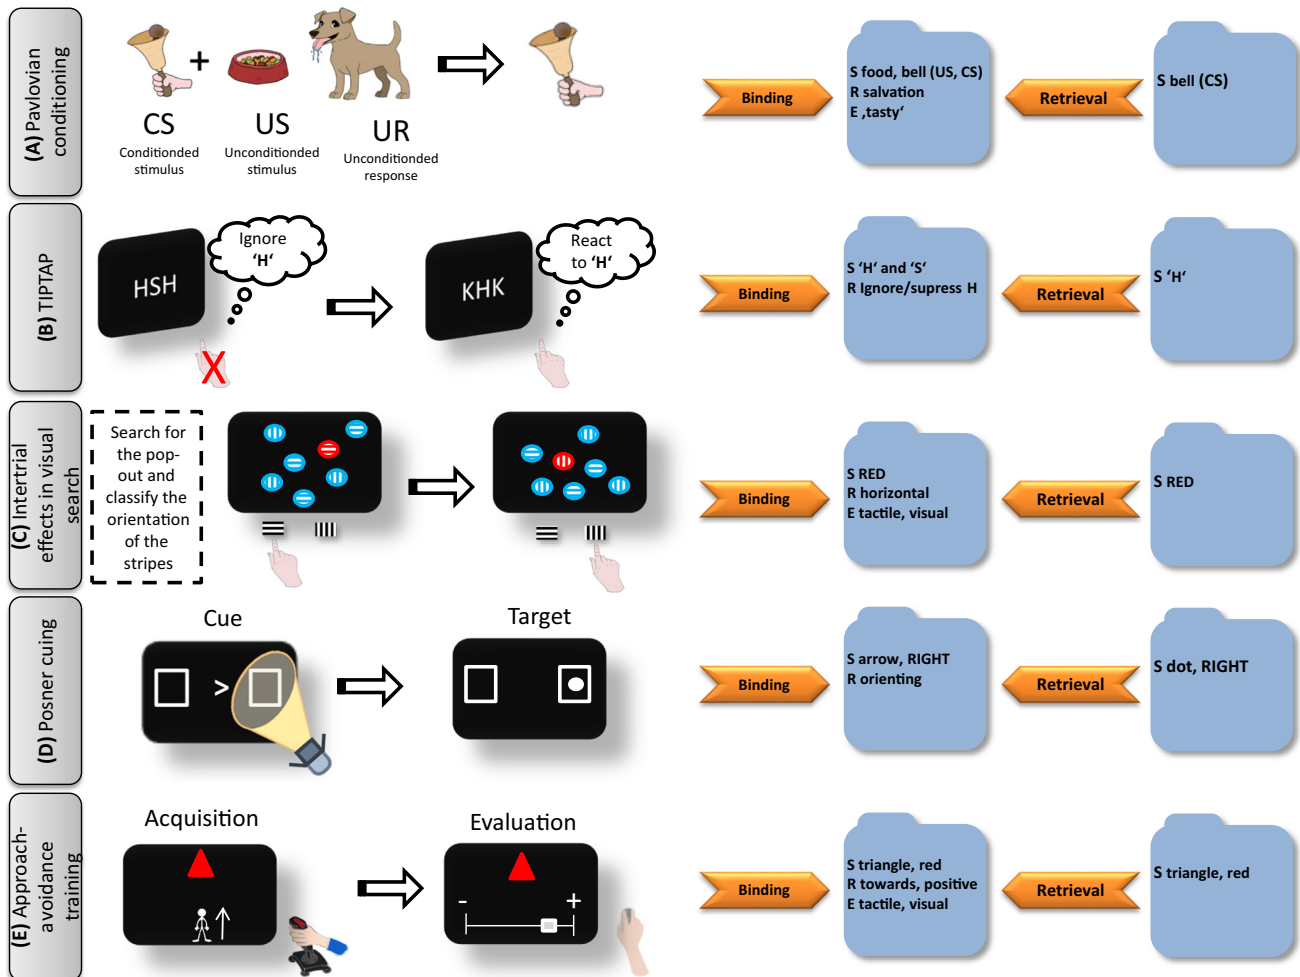 (A) Pavlovian
conditioning
+
CS
Conditionded
stimulus
US
Unconditionded
stimulus
UR
Unconditionded
response
Binding
S food, bell (US, CS)
R salvation
E ‚tasty‘
Retrieval
S bell (CS)
(B) TIPTAP
HSH
Ignore
‘H‘
X
KHK
React
to ‘H‘
Binding
S ‘H‘ and ‘S‘
R Ignore/supress H
Retrieval
S ‘H‘
(C) Intertrial
effects in visual
search
Search for
the pop-
out and
classify the
orientation
of the
stripes
Binding
S RED
R horizontal
E tactile, visual
Retrieval
S RED
(D) Posner cuing
Cue
>
Target
Binding
S arrow, RIGHT
R orienting
Retrieval
S dot, RIGHT
(E) Approach-
avoidance
training
Acquisition
Evaluation
- +
Binding
S triangle, red
R towards, positive
E tactile, visual
Retrieval
S triangle, red